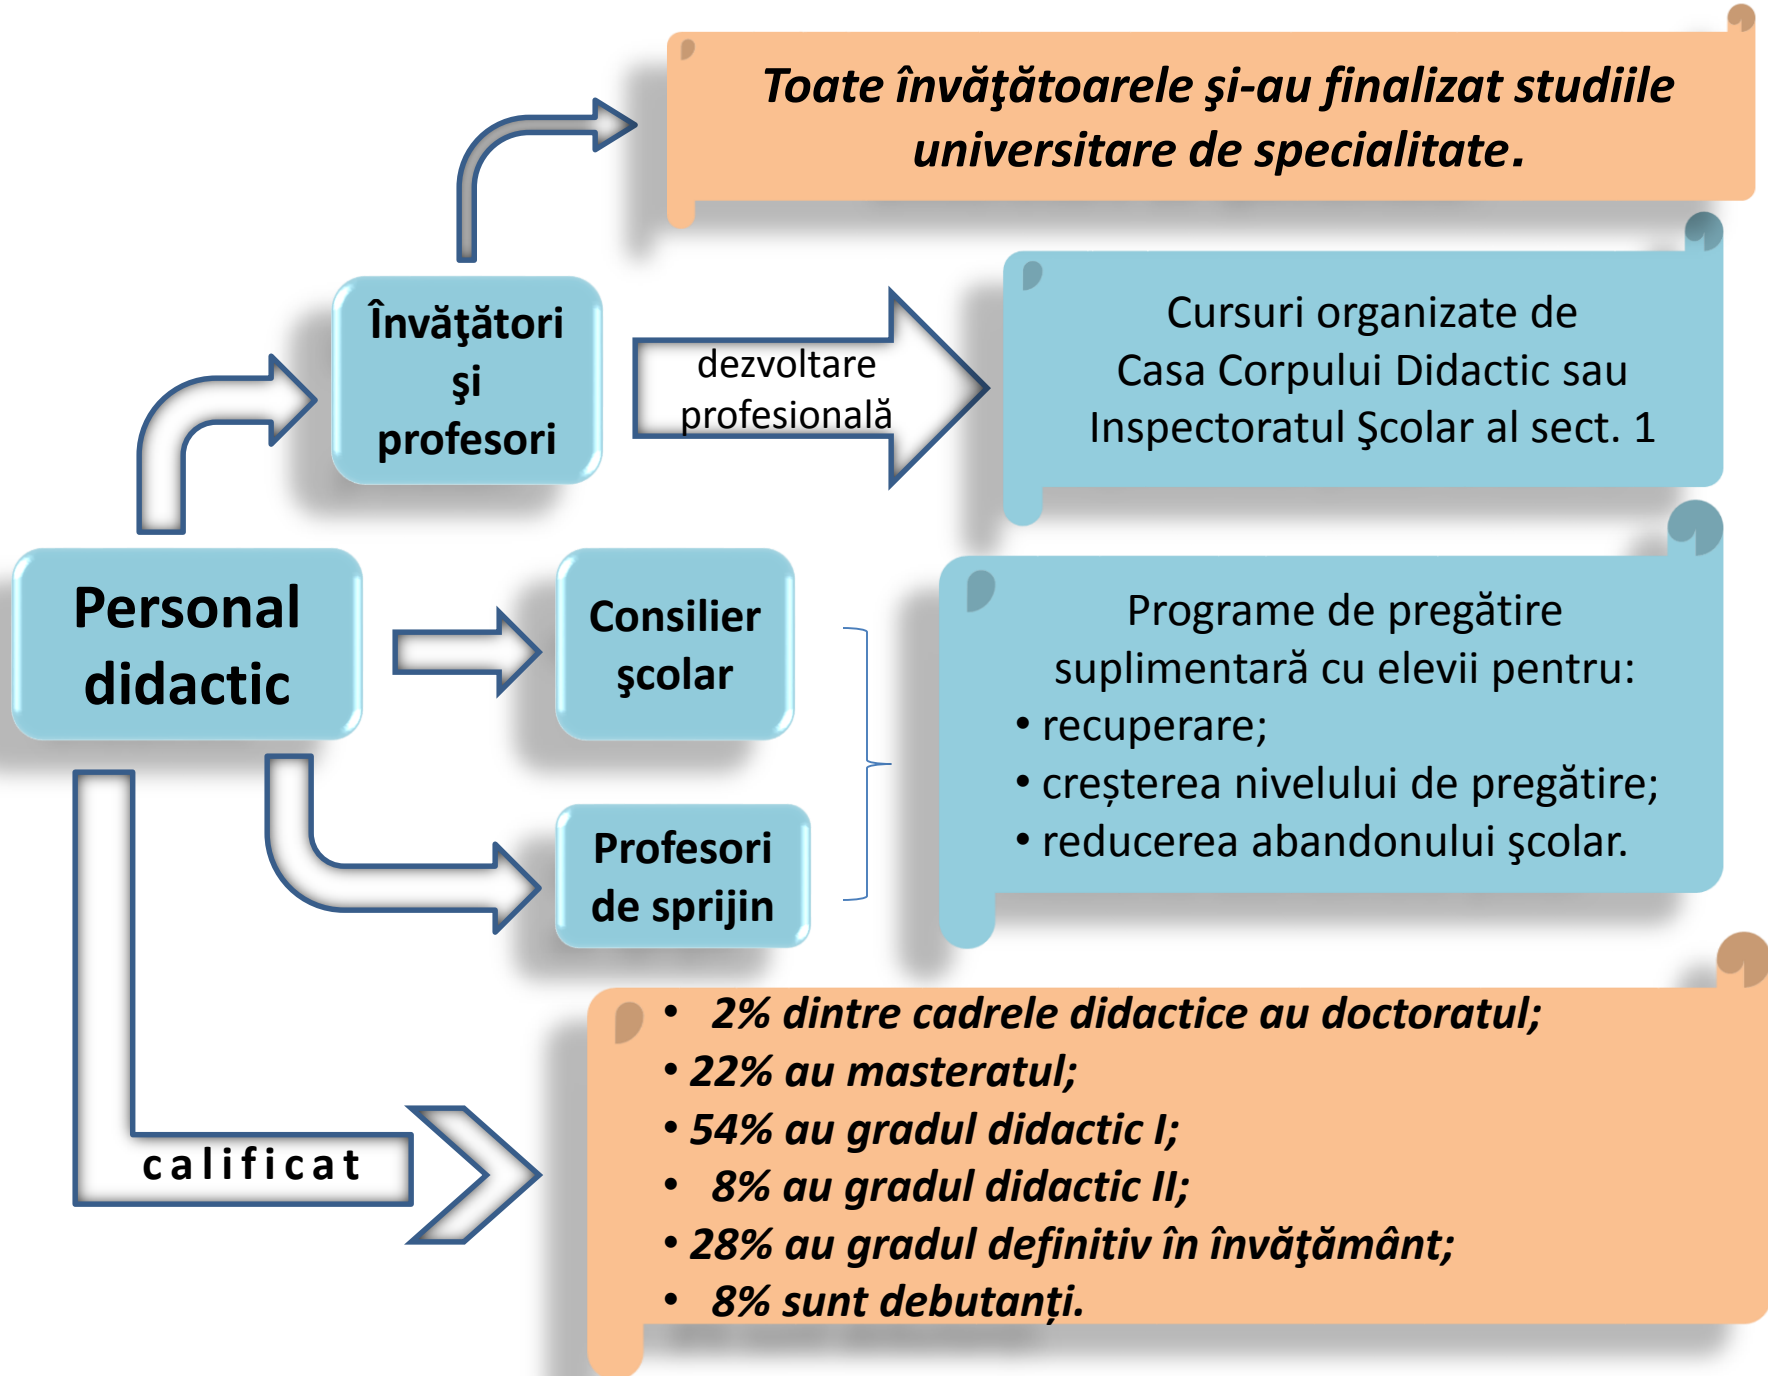 Toate învăţătoarele şi-au finalizat studiile
universitare de specialitate.
Învăţători
şi
profesori
dezvoltare
profesională
Cursuri organizate de
Casa Corpului Didactic sau
Inspectoratul Şcolar al sect. 1
Personal
didactic
Consilier
şcolar
Profesori
de sprijin
Programe de pregătire
suplimentară cu elevii pentru:
• recuperare;
• creșterea nivelului de pregătire;
• reducerea abandonului şcolar.
calificat
• 2% dintre cadrele didactice au doctoratul;
• 22% au masteratul;
• 54% au gradul didactic I;
• 8% au gradul didactic II;
• 28% au gradul definitiv în învăţământ;
• 8% sunt debutanți.